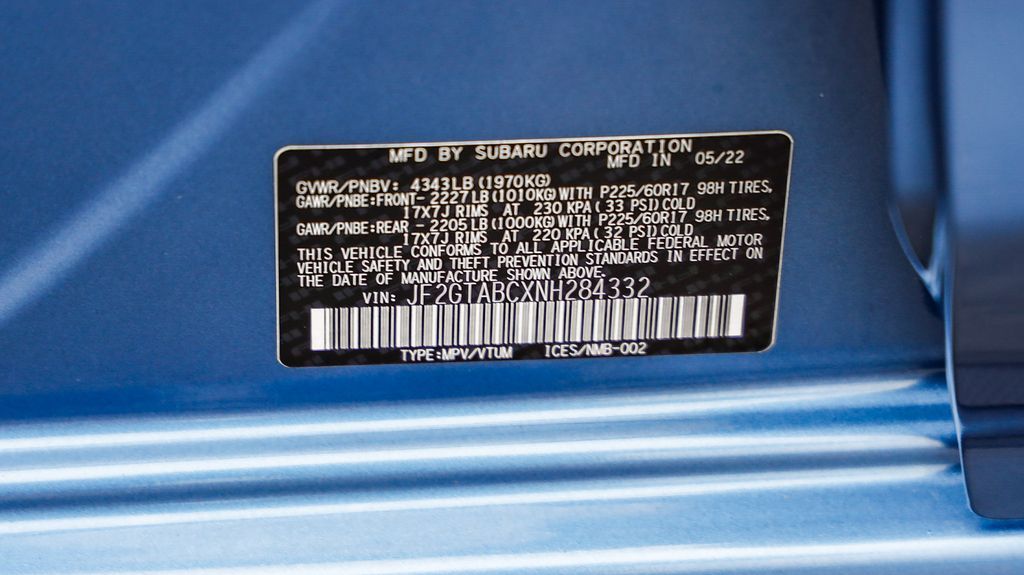 MFD BY SUBARU CORPORATION
MFD IN 05/22
GVWR/PNBV: 4343LB(1970KG)
GAWR/PNBE:FRONT- 2227LB(1010KG)WITH P225/60R17 98H TIRES,
17X7J RIMS AT 230 KPA( 33 PSI)COLD
GAWR/PNBE:REAR - 2205LB(1000KG)WITH P225/60R17 98H TIRES,
17X7J RIMS AT 220 KPA( 32 PSI)COLD
THIS VEHICLE CONFORMS TO ALL APPLICABLE FEDERAL MOTOR
VEHICLE SAFETY AND THEFT PREVENTION STANDARDS IN EFFECT ON
THE DATE OF MANUFACTURE SHOWN ABOVE.
VIN: JF2GTABCXNH284332
TYPE:MPV/VTUM ICES/NMB-002